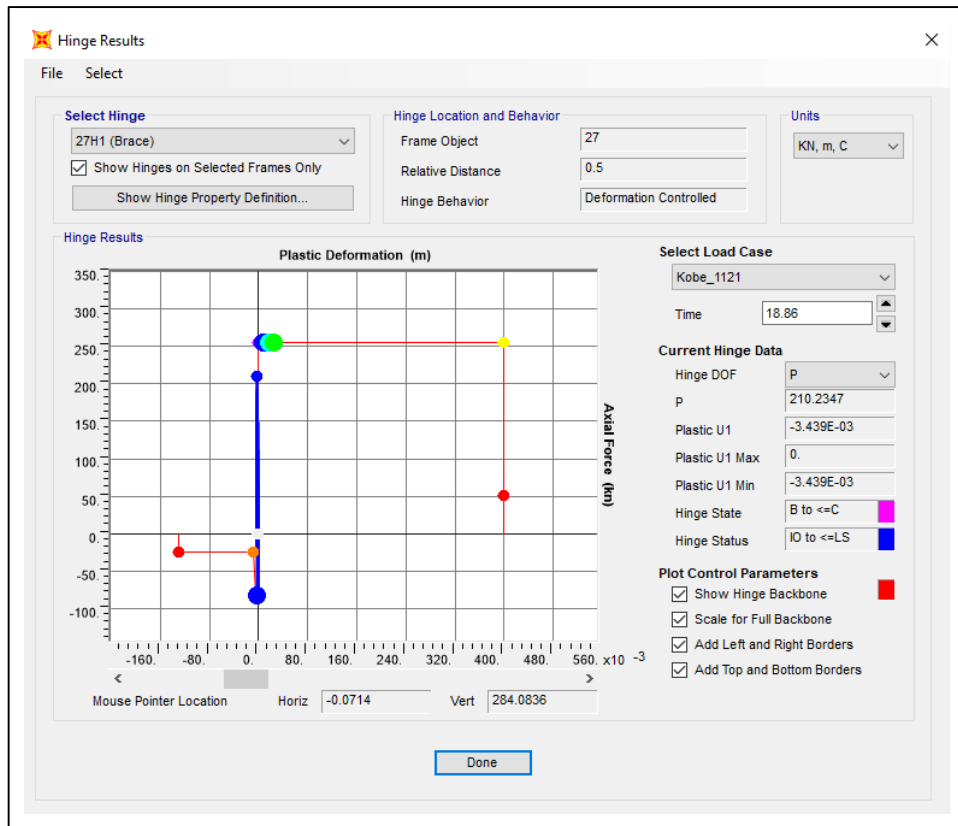 Hinge Results
File Select
Select Hinge
27H1 (Brace)
Show Hinges on Selected Frames Only
Show Hinge Property Definition...
Hinge Location and Behavior
Frame Object 27
Relative Distance 0.5
Hinge Behavior Deformation Controlled
Units
KN, m, C
Hinge Results
Plastic Deformation (m)
350.
300.
250.
200.
150.
100.
50.
0.
-50.
-100.
Axial Force (kn)
-160. -80. 0. 80. 160. 240. 320. 400. 480. 560. x10 -3
Mouse Pointer Location Horiz -0.0714 Vert 284.0836
Select Load Case
Kobe_1121
Time 18.86
Current Hinge Data
Hinge DOF P
P 210.2347
Plastic U1 -3.439E-03
Plastic U1 Max 0.
Plastic U1 Min -3.439E-03
Hinge State B to <=C
Hinge Status IO to <=LS
Plot Control Parameters
Show Hinge Backbone
Scale for Full Backbone
Add Left and Right Borders
Add Top and Bottom Borders
Done